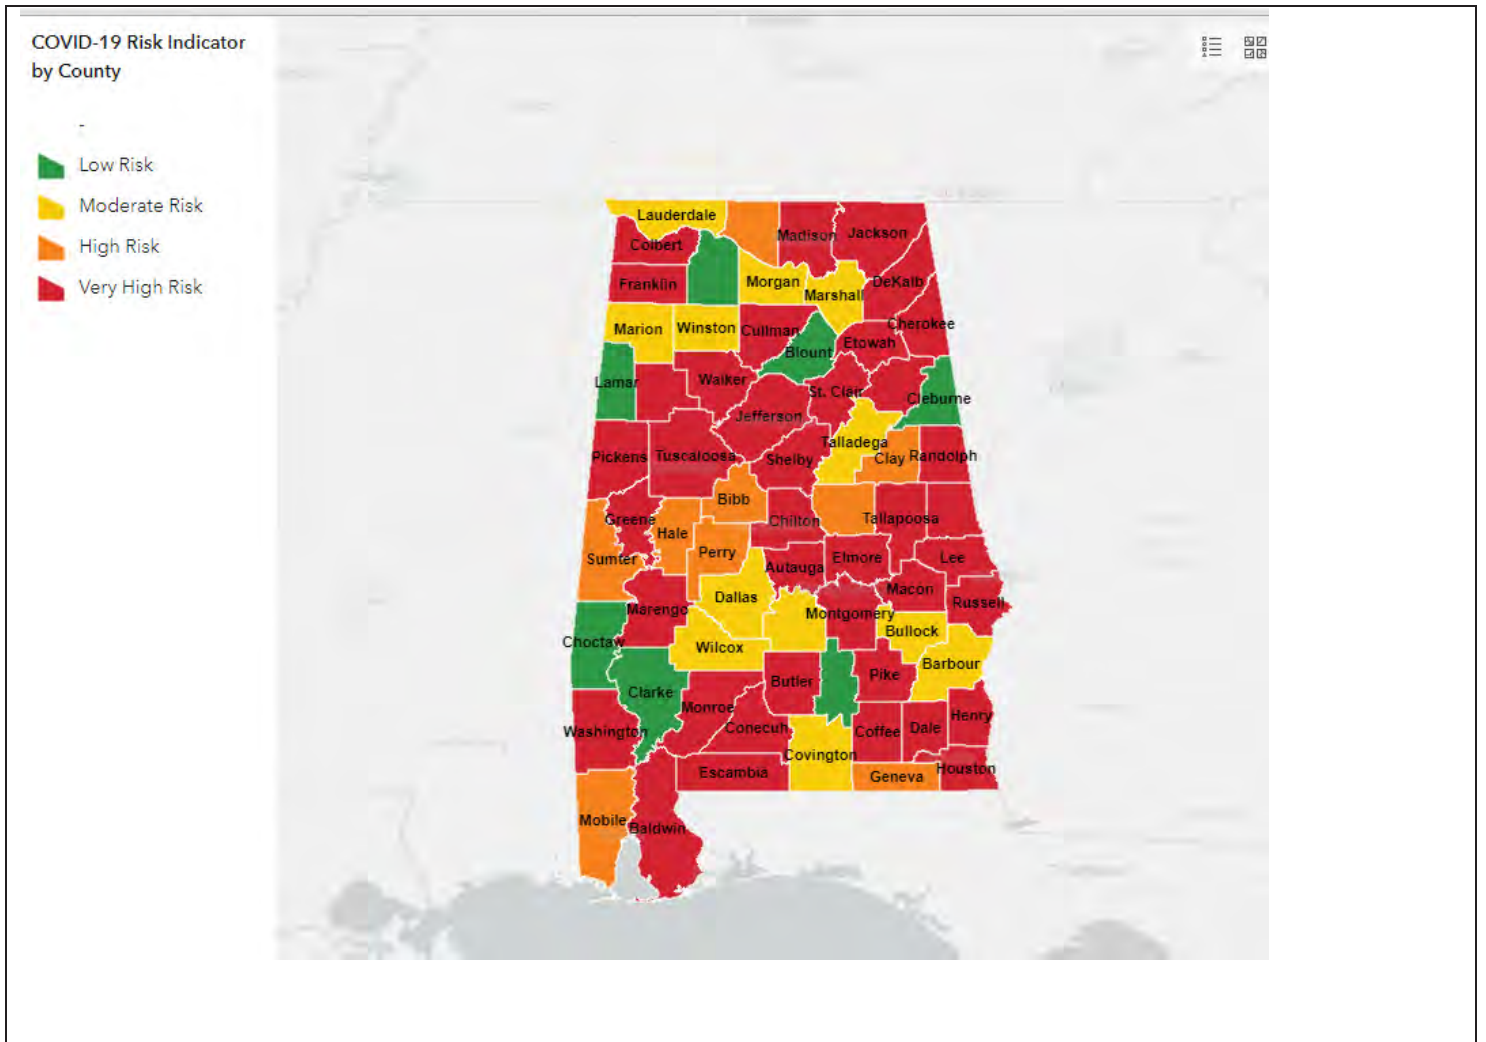 COVID-19 Risk Indicator
by County
-
Low Risk
Moderate Risk
High Risk
Very High Risk
Lauderdale
Madison
Jackson
Colbert
Franklin
Morgan
Marshall
DeKalb
Marion
Winston
Cullman
Cherokee
Etowah
Blount
Lamar
Walker
St. Clair
Cleburne
Jefferson
Talladega
Pickens
Tuscaloosa
Shelby
Clay
Randolph
Bibb
Greene
Hale
Chilton
Tallapoosa
Sumter
Perry
Autauga
Elmore
Lee
Dallas
Macon
Marengo
Montgomery
Russell
Choctaw
Wilcox
Bullock
Barbour
Clarke
Butler
Pike
Monroe
Washington
Conecuh
Coffee
Dale
Henry
Covington
Escambia
Geneva
Houston
Mobile
Baldwin